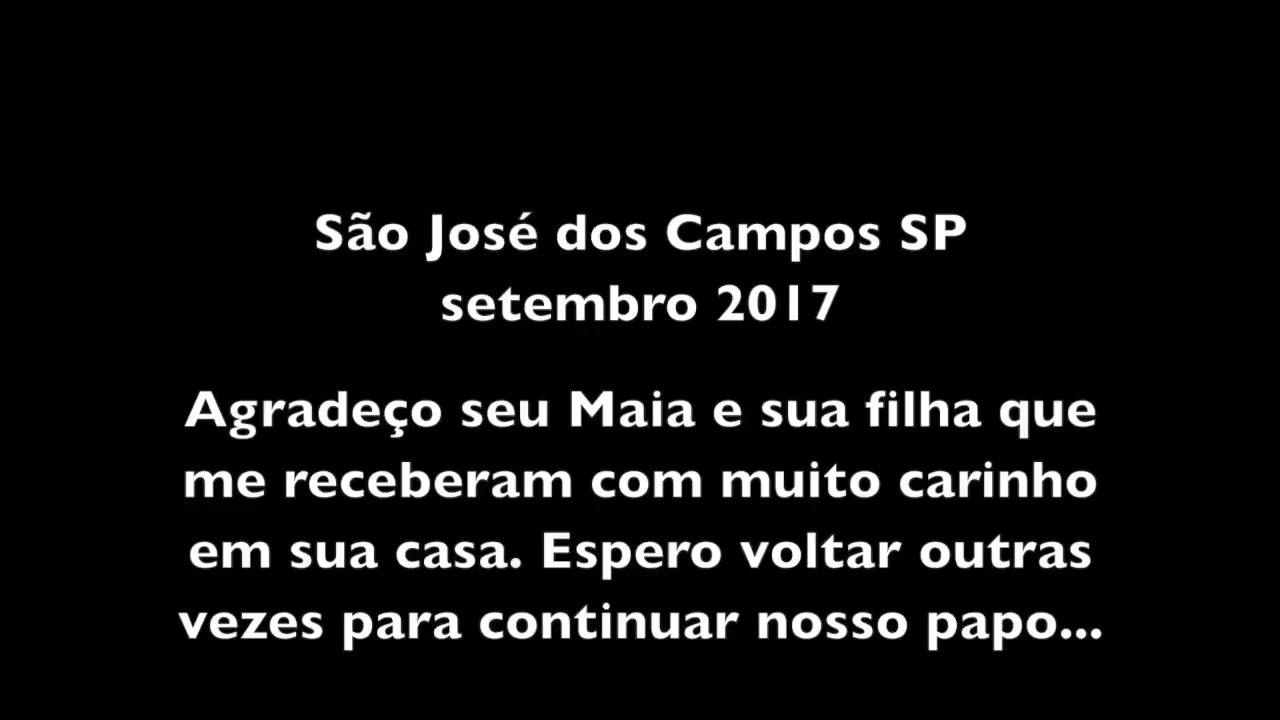 São José dos Campos SP
setembro 2017
Agradeço seu Maia e sua filha que
me receberam com muito carinho
em sua casa. Espero voltar outras
vezes para continuar nosso papo...